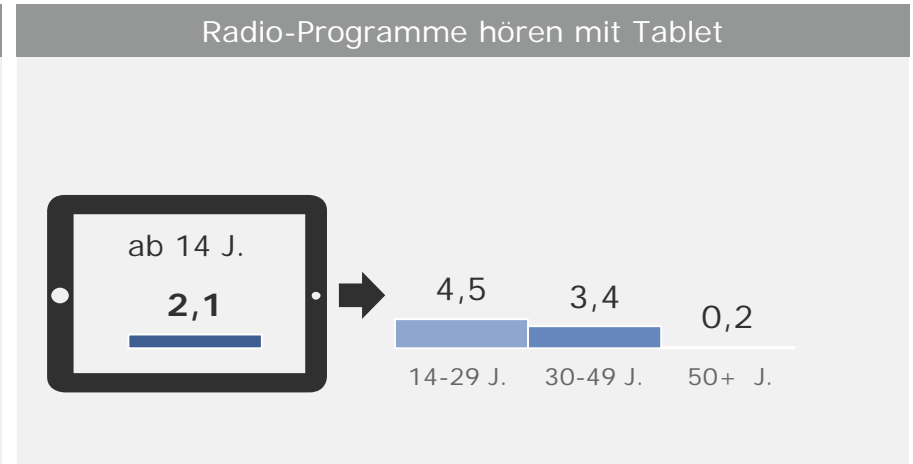 Radio-Programme hören mit Tablet
ab 14 J.
2,1
4,5
3,4
0,2
14-29 J.
30-49 J.
50+ J.